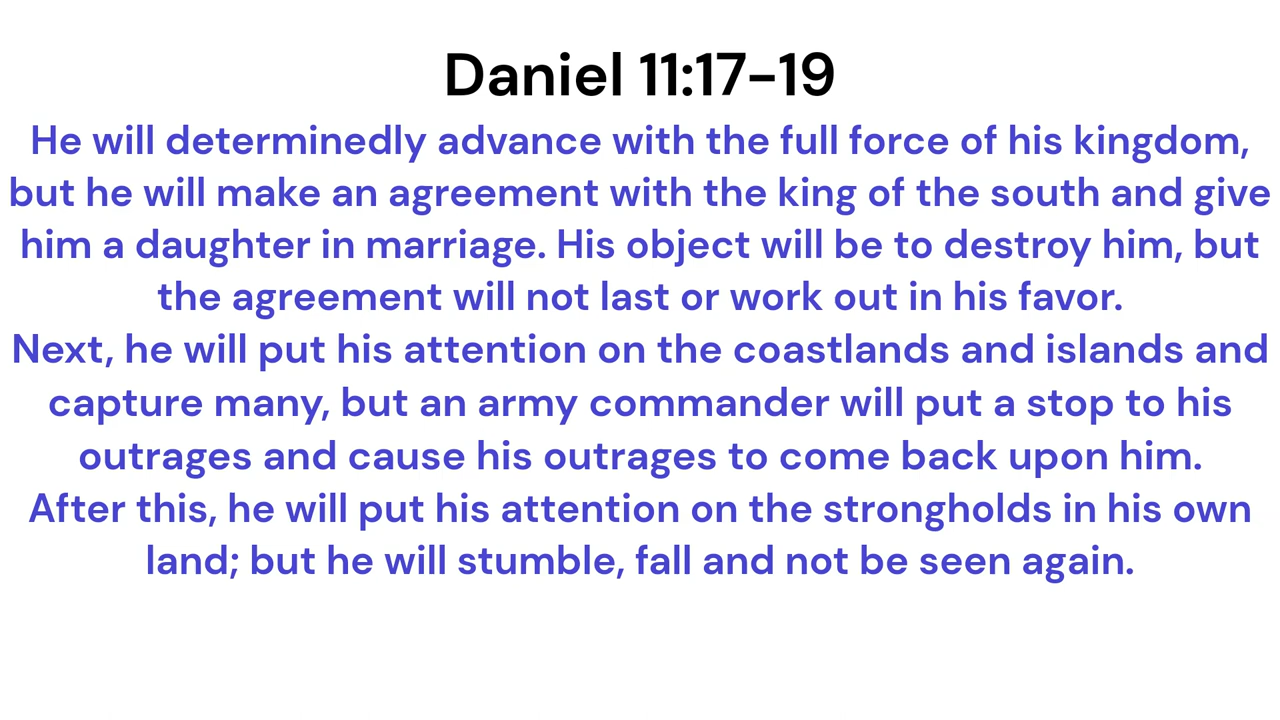 Daniel 11:17–19
He will determinedly advance with the full force of his kingdom,
but he will make an agreement with the king of the south and give
him a daughter in marriage. His object will be to destroy him, but
the agreement will not last or work out in his favor.
Next, he will put his attention on the coastlands and islands and
capture many, but an army commander will put a stop to his
outrages and cause his outrages to come back upon him.
After this, he will put his attention on the strongholds in his own
land; but he will stumble, fall and not be seen again.